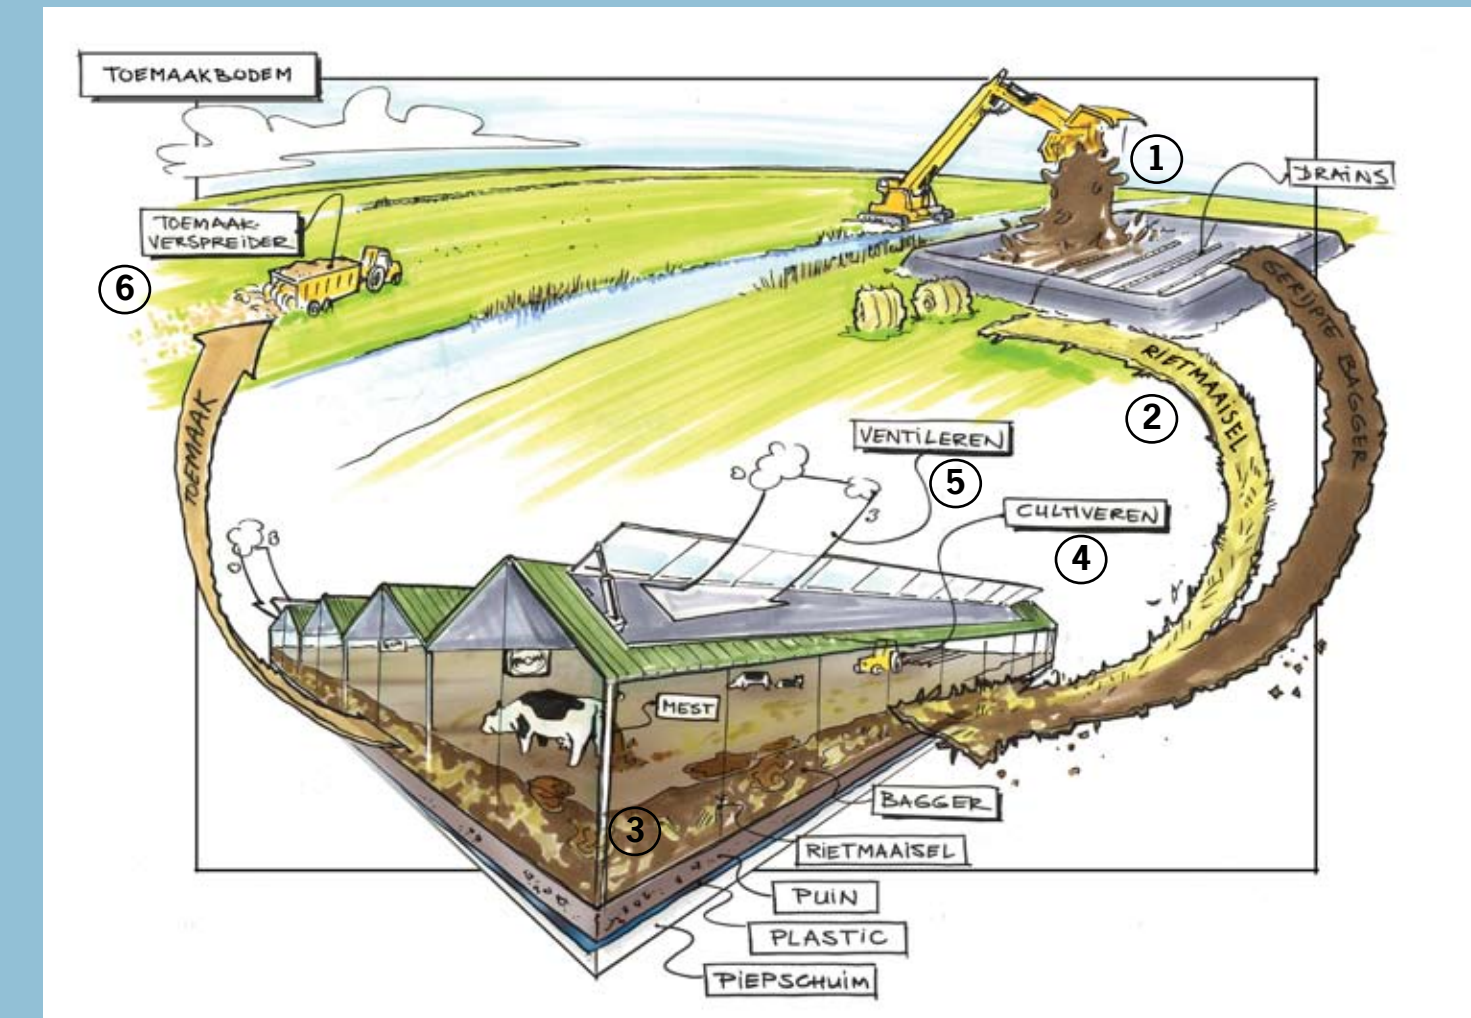 TOEMAAKBODEM
1
DRAINS
TOEMAAK-
VERSPREIDER
6
GERIJPTE BAGGER
RIETMAAISEL
2
TOEMAAK
VENTILEREN
5
CULTIVEREN
4
MEST
BAGGER
3
RIETMAAISEL
PUIN
PLASTIC
PIEPSCHUIM